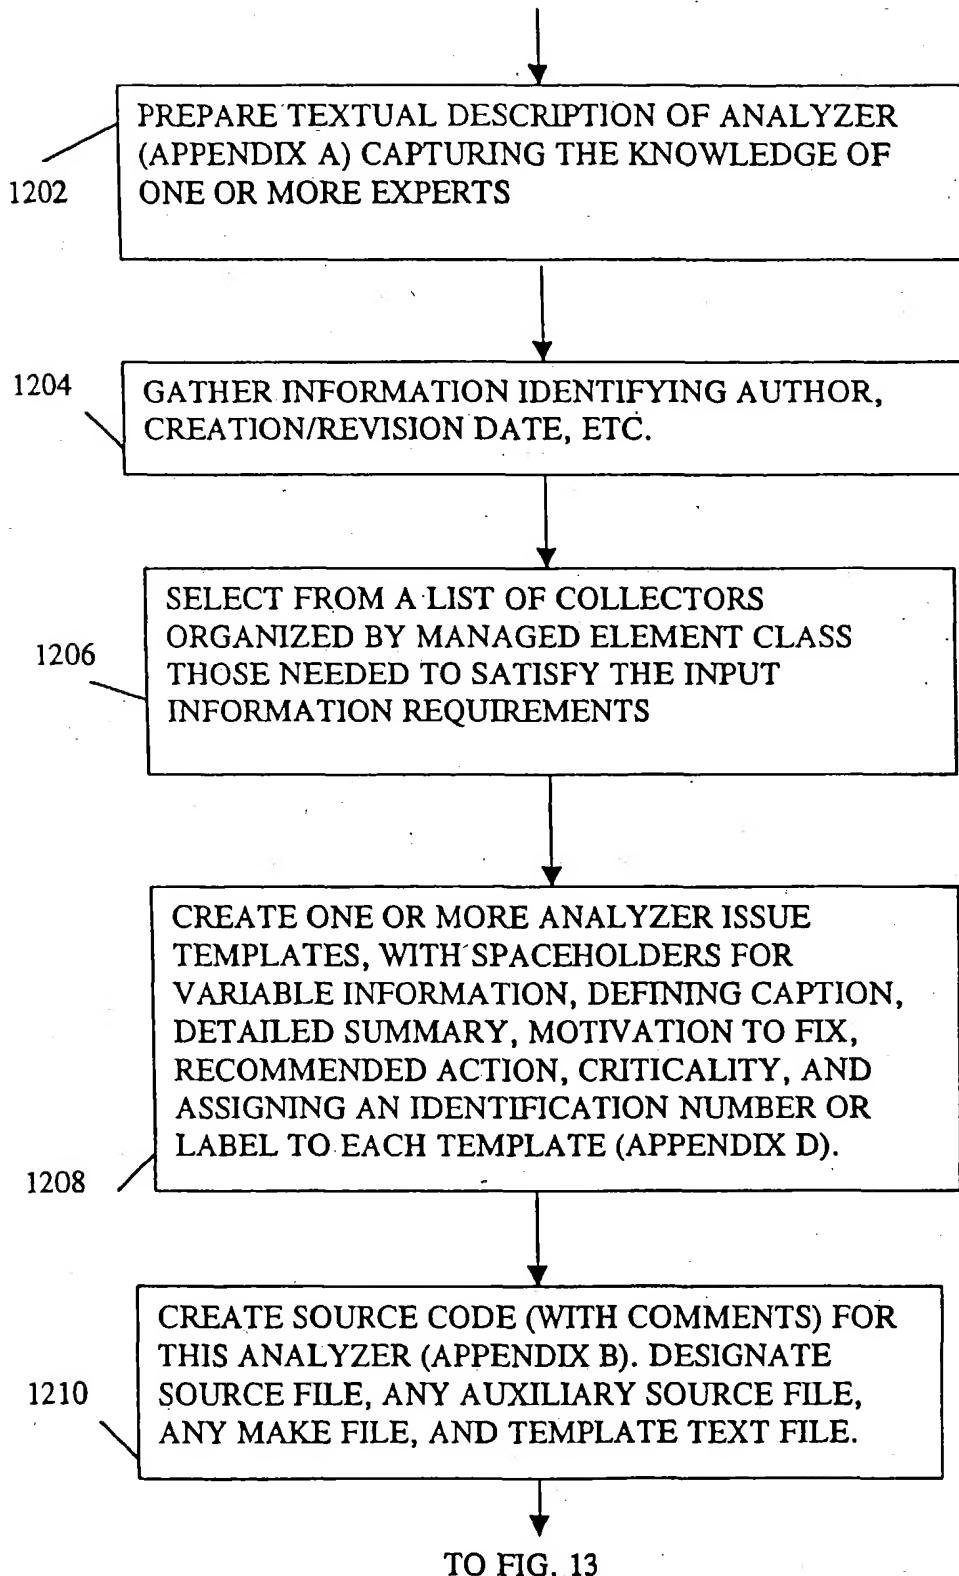 PREPARE TEXTUAL DESCRIPTION OF ANALYZER
(APPENDIX A) CAPTURING THE KNOWLEDGE OF
ONE OR MORE EXPERTS
1202
1204
GATHER INFORMATION IDENTIFYING AUTHOR,
CREATION/REVISION DATE, ETC.
SELECT FROM A LIST OF COLLECTORS
ORGANIZED BY MANAGED ELEMENT CLASS
THOSE NEEDED TO SATISFY THE INPUT
INFORMATION REQUIREMENTS
1206
CREATE ONE OR MORE ANALYZER ISSUE
TEMPLATES, WITH SPACEHOLDERS FOR
VARIABLE INFORMATION, DEFINING CAPTION,
DETAILED SUMMARY, MOTIVATION TO FIX,
RECOMMENDED ACTION, CRITICALITY, AND
ASSIGNING AN IDENTIFICATION NUMBER OR
LABEL TO EACH TEMPLATE (APPENDIX D).
1208
CREATE SOURCE CODE (WITH COMMENTS) FOR
THIS ANALYZER (APPENDIX B). DESIGNATE
SOURCE FILE, ANY AUXILIARY SOURCE FILE,
ANY MAKE FILE, AND TEMPLATE TEXT FILE.
1210
TO FIG. 13